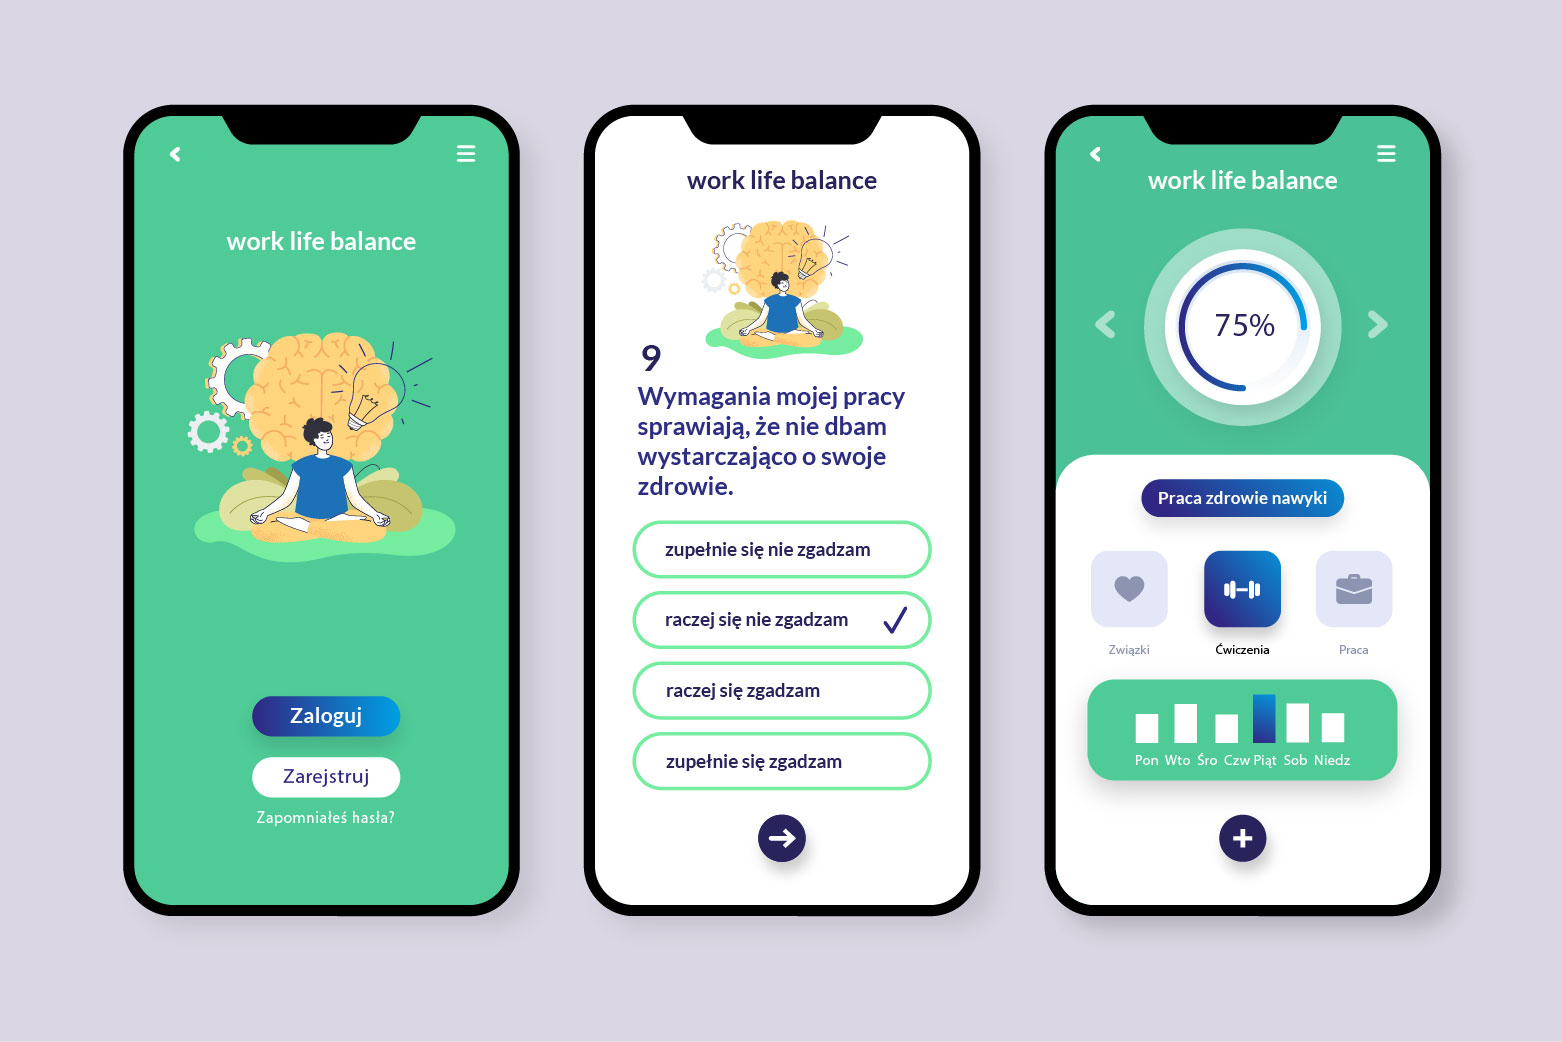 work life balance
Zaloguj
Zarejstruj
Zapomniałeś hasła?
work life balance
9
Wymagania mojej pracy
sprawiają, że nie dbam
wystarczająco o swoje
zdrowie.
zupełnie się nie zgadzam
raczej się nie zgadzam
raczej się zgadzam
zupełnie się zgadzam
work life balance
75%
Praca zdrowie nawyki
Związki Ćwiczenia Praca
Pon Wto Śro Czw Piąt Sob Niedz